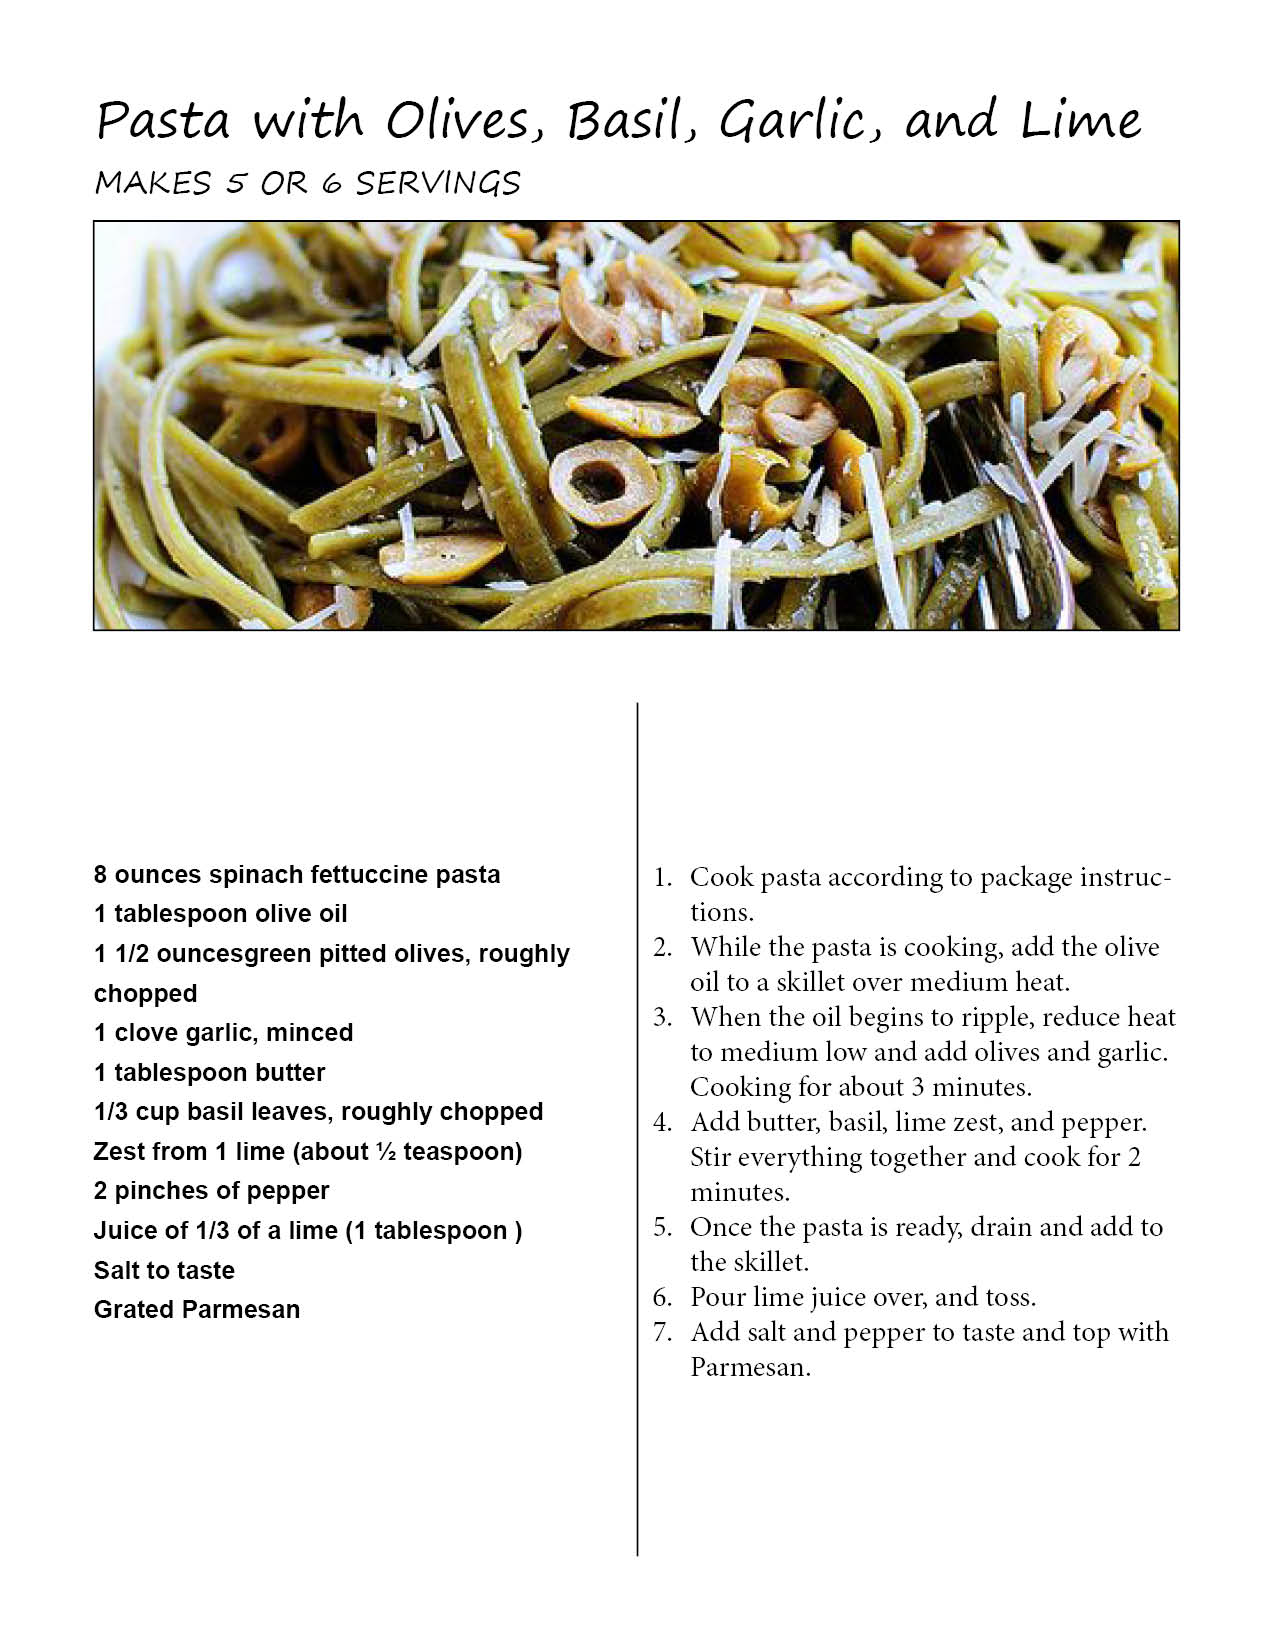 Pasta with Olives, Basil, Garlic, and Lime
MAKES 5 OR 6 SERVINGS
8 ounces spinach fettuccine pasta
1 tablespoon olive oil
1 1/2 ouncesgreen pitted olives, roughly
chopped
1 clove garlic, minced
1 tablespoon butter
1/3 cup basil leaves, roughly chopped
Zest from 1 lime (about ½ teaspoon)
2 pinches of pepper
Juice of 1/3 of a lime (1 tablespoon )
Salt to taste
Grated Parmesan
1. Cook pasta according to package instruc-
tions.
2. While the pasta is cooking, add the olive
oil to a skillet over medium heat.
3. When the oil begins to ripple, reduce heat
to medium low and add olives and garlic.
Cooking for about 3 minutes.
4. Add butter, basil, lime zest, and pepper.
Stir everything together and cook for 2
minutes.
5. Once the pasta is ready, drain and add to
the skillet.
6. Pour lime juice over, and toss.
7. Add salt and pepper to taste and top with
Parmesan.